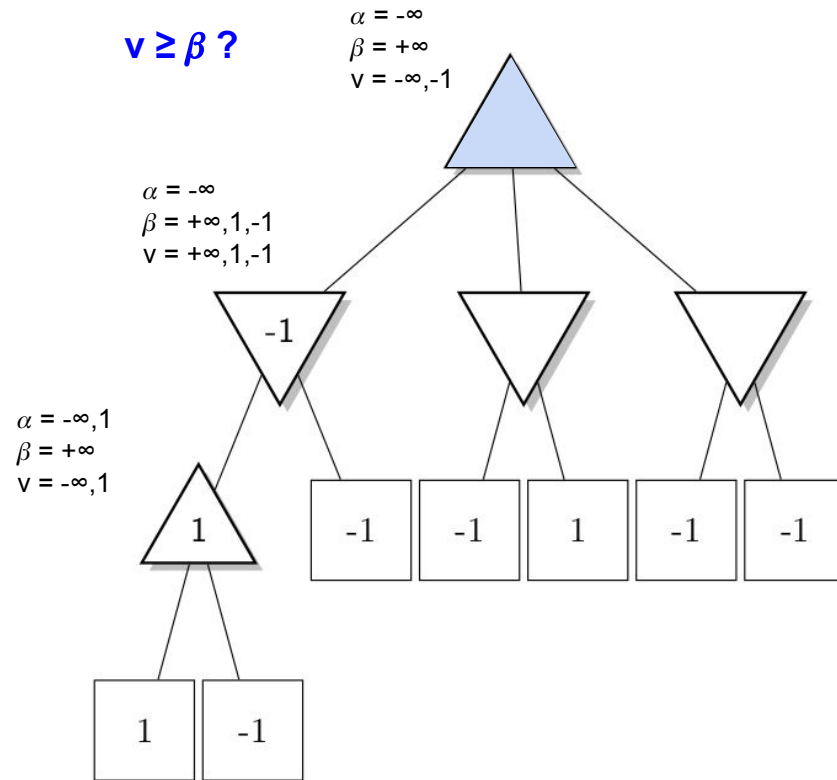 v ≥ β ?
α = -∞
β = +∞
v = -∞,-1
α = -∞
β = +∞,1,-1
v = +∞,1,-1
-1
α = -∞,1
β = +∞
v = -∞,1
1
-1
-1
1
-1
-1
1
-1